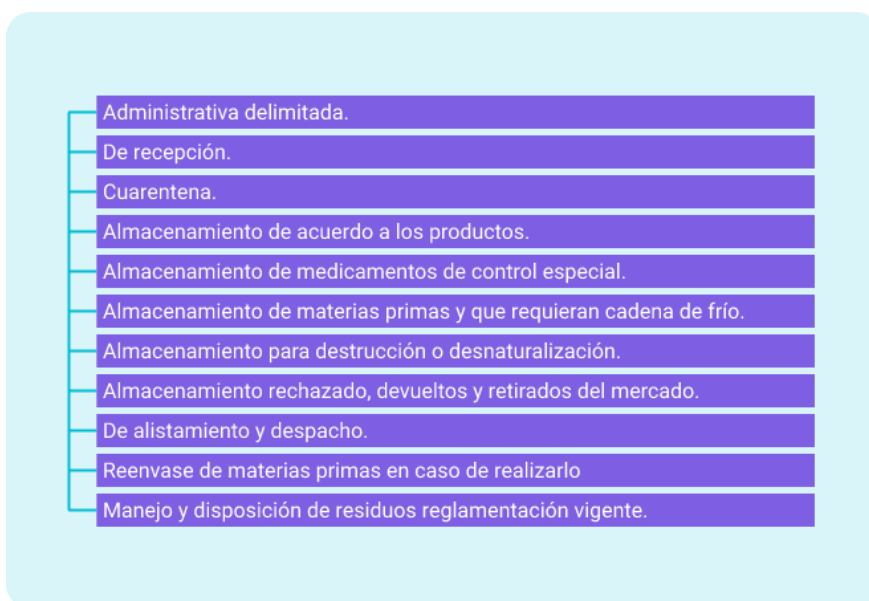 Administrativa delimitada.
De recepción.
Cuarentena.
Almacenamiento de acuerdo a los productos.
Almacenamiento de medicamentos de control especial.
Almacenamiento de materias primas y que requieran cadena de frío.
Almacenamiento para destrucción o desnaturalización.
Almacenamiento rechazado, devueltos y retirados del mercado.
De alistamiento y despacho.
Reenvase de materias primas en caso de realizarlo
Manejo y disposición de residuos reglamentación vigente.